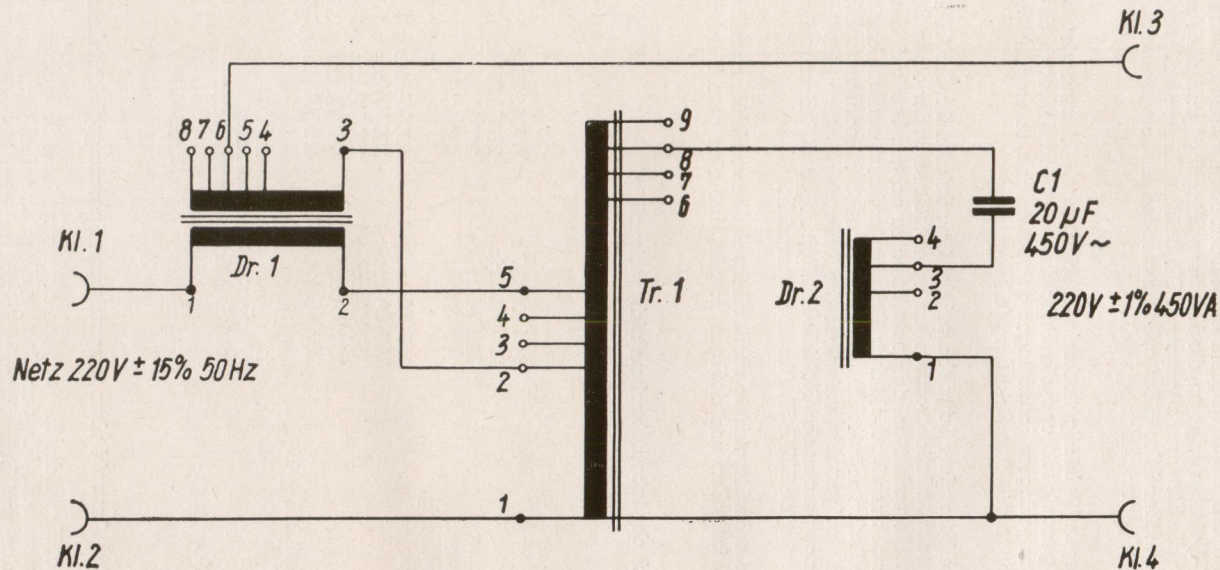 Kl. 3
8 7 6 5 4 3
9
8
7
6
C1
20 µF
450V ~
Kl. 1
Dr. 1
1 2
5
4
3
2
1
Tr. 1
Dr. 2
4
3
2
1
220V ± 1% 450VA
Netz 220V ± 15% 50 Hz
Kl. 2
Kl. 4